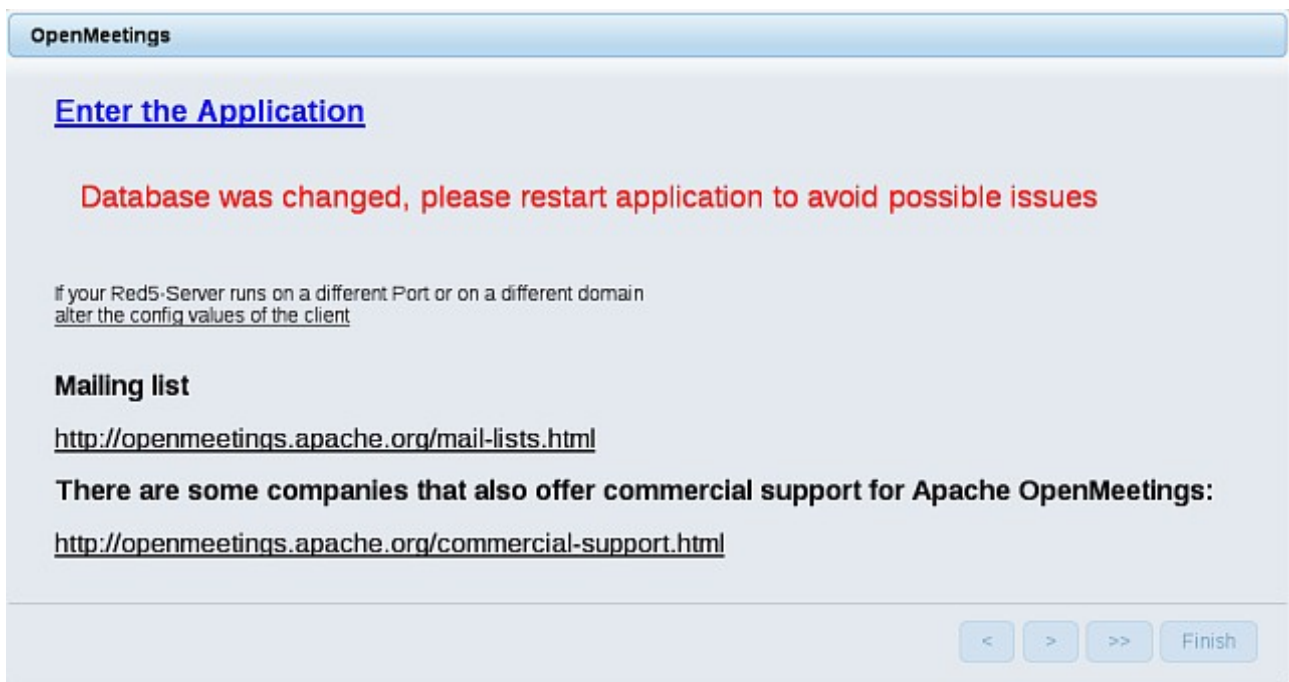 OpenMeetings
Enter the Application
Database was changed, please restart application to avoid possible issues
If your Red5-Server runs on a different Port or on a different domain
alter the config values of the client
Mailing list
http://openmeetings.apache.org/mail-lists.html
There are some companies that also offer commercial support for Apache OpenMeetings:
http://openmeetings.apache.org/commercial-support.html
< > >> Finish